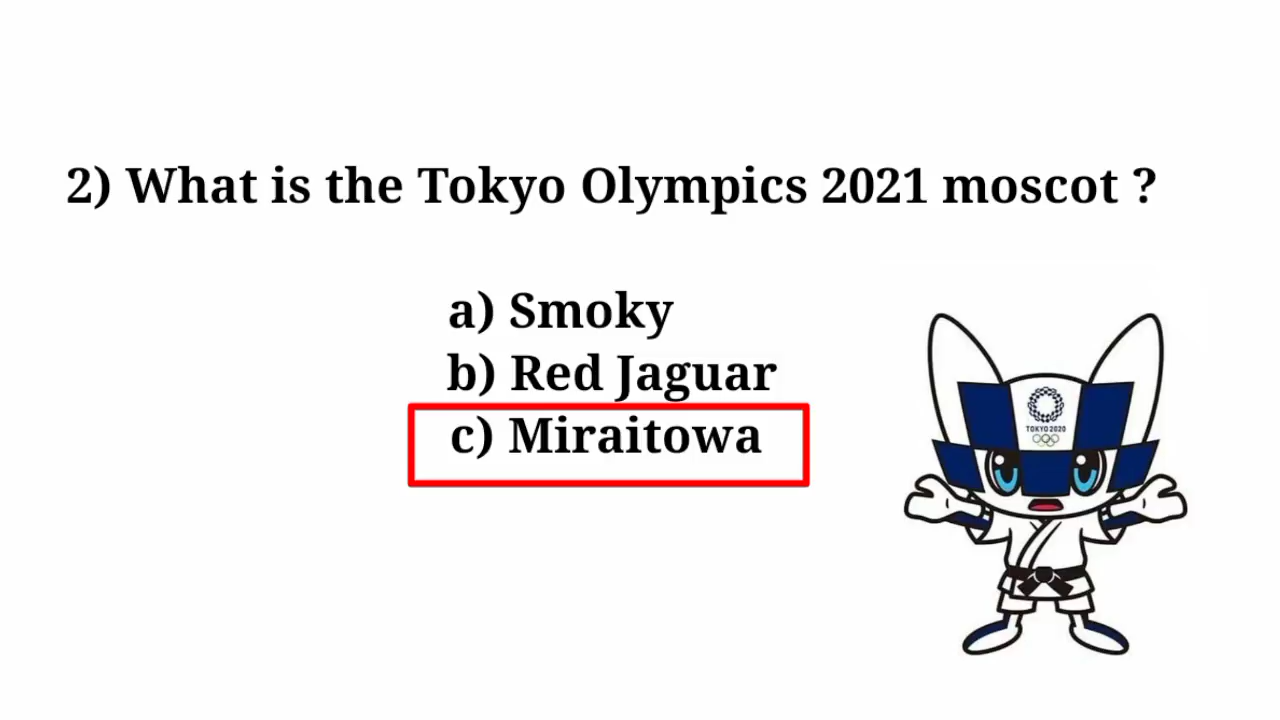 2) What is the Tokyo Olympics 2021 moscot ?
a) Smoky
b) Red Jaguar
c) Miraitowa
TOKYO 2020